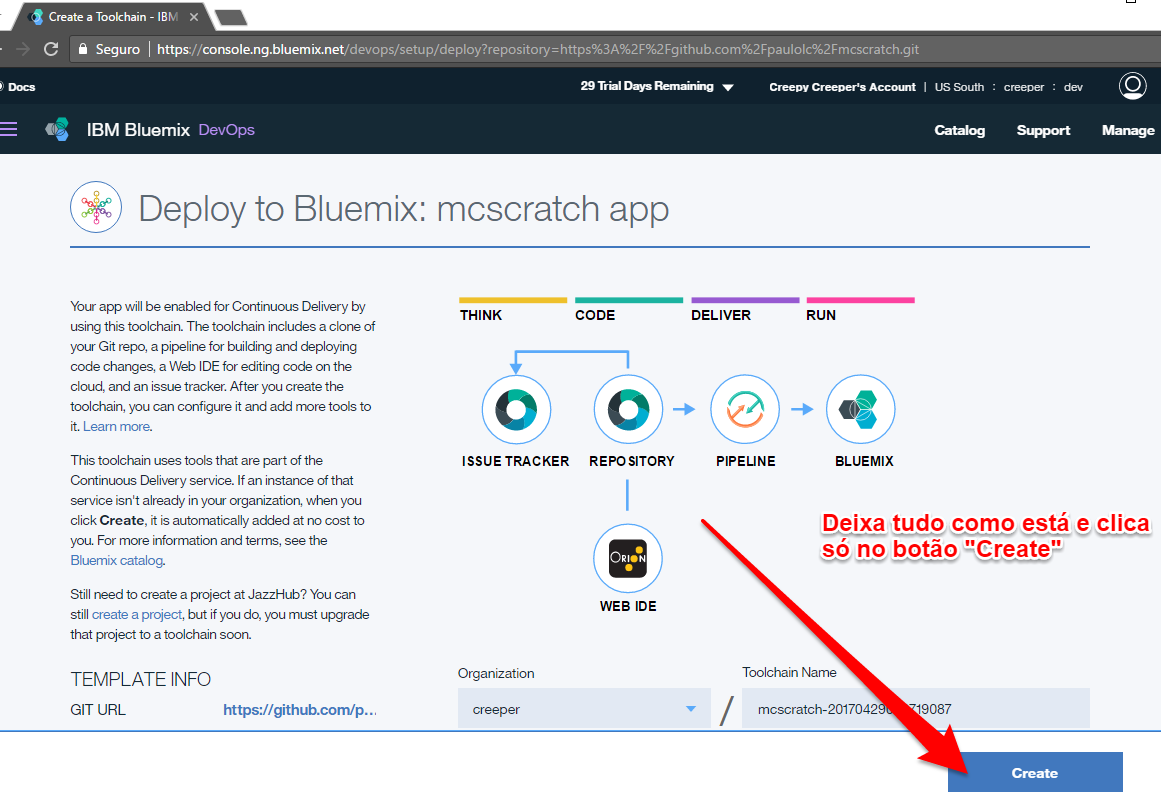 Create a Toolchain - IBM
Seguro
https://console.ng.bluemix.net/devops/setup/deploy?repository=https%3A%2F%2Fgithub.com%2Fpaulolc%2Fmcscratch.git
Docs
29 Trial Days Remaining
Creepy Creeper's Account | US South : creeper : dev
IBM Bluemix DevOps
Catalog
Support
Manage
Deploy to Bluemix: mcscratch app
Your app will be enabled for Continuous Delivery by
using this toolchain. The toolchain includes a clone of
your Git repo, a pipeline for building and deploying
code changes, a Web IDE for editing code on the
cloud, and an issue tracker. After you create the
toolchain, you can configure it and add more tools to
it. Learn more.
This toolchain uses tools that are part of the
Continuous Delivery service. If an instance of that
service isn't already in your organization, when you
click Create, it is automatically added at no cost to
you. For more information and terms, see the
Bluemix catalog.
Still need to create a project at JazzHub? You can
still create a project, but if you do, you must upgrade
that project to a toolchain soon.
TEMPLATE INFO
GIT URL
https://github.com/p...
THINK
CODE
DELIVER
RUN
ISSUE TRACKER
REPOSITORY
PIPELINE
BLUEMIX
ORION
WEB IDE
Deixa tudo como está e clica
só no botão "Create"
Organization
creeper
/
Toolchain Name
Create